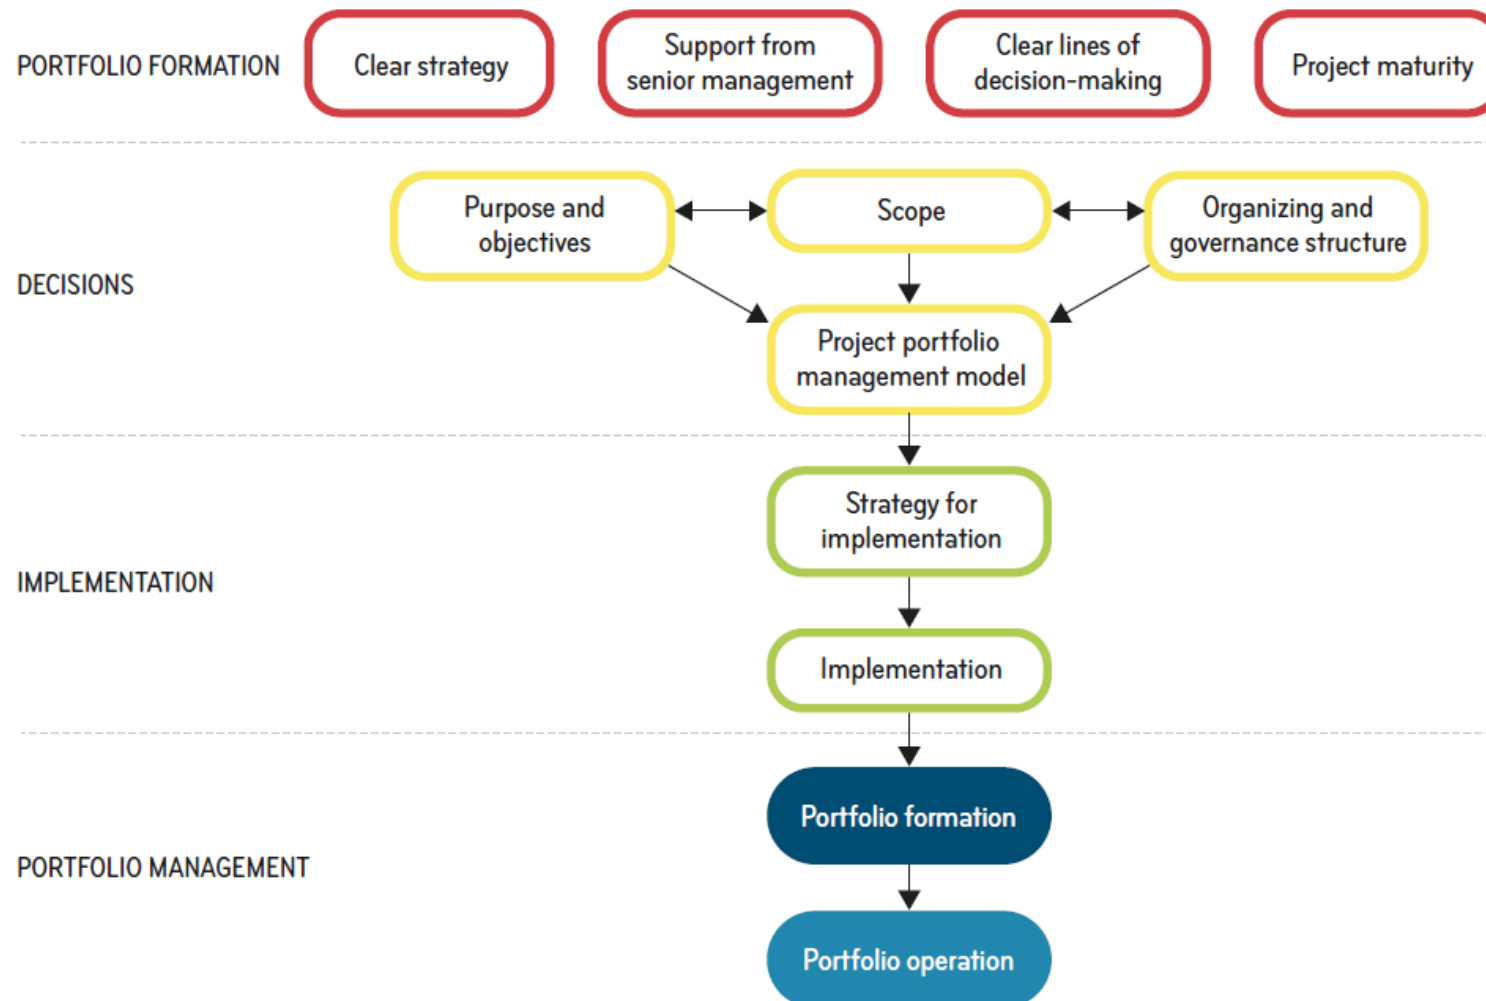 PORTFOLIO FORMATION
Clear strategy
Support from
senior management
Clear lines of
decision-making
Project maturity
DECISIONS
Purpose and
objectives
Scope
Organizing and
governance structure
Project portfolio
management model
IMPLEMENTATION
Strategy for
implementation
Implementation
PORTFOLIO MANAGEMENT
Portfolio formation
Portfolio operation